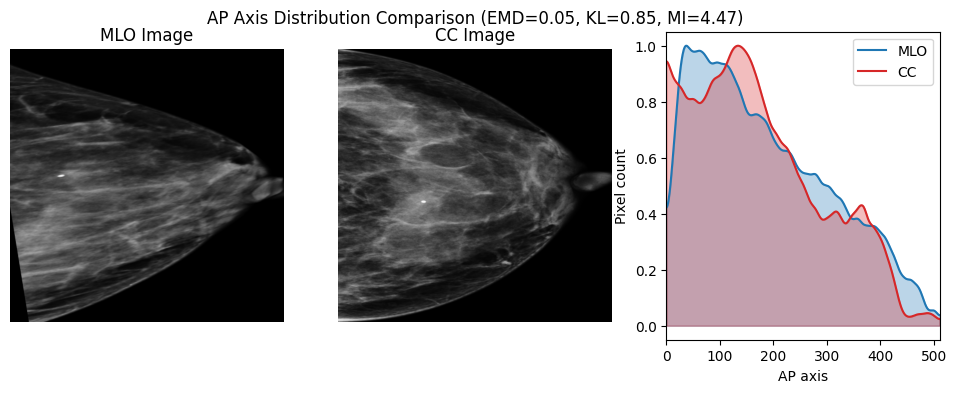 AP Axis Distribution Comparison (EMD=0.05, KL=0.85, MI=4.47)
MLO Image
CC Image
MLO
CC
Pixel count
1.0
0.8
0.6
0.4
0.2
0.0
0 100 200 300 400 500
AP axis